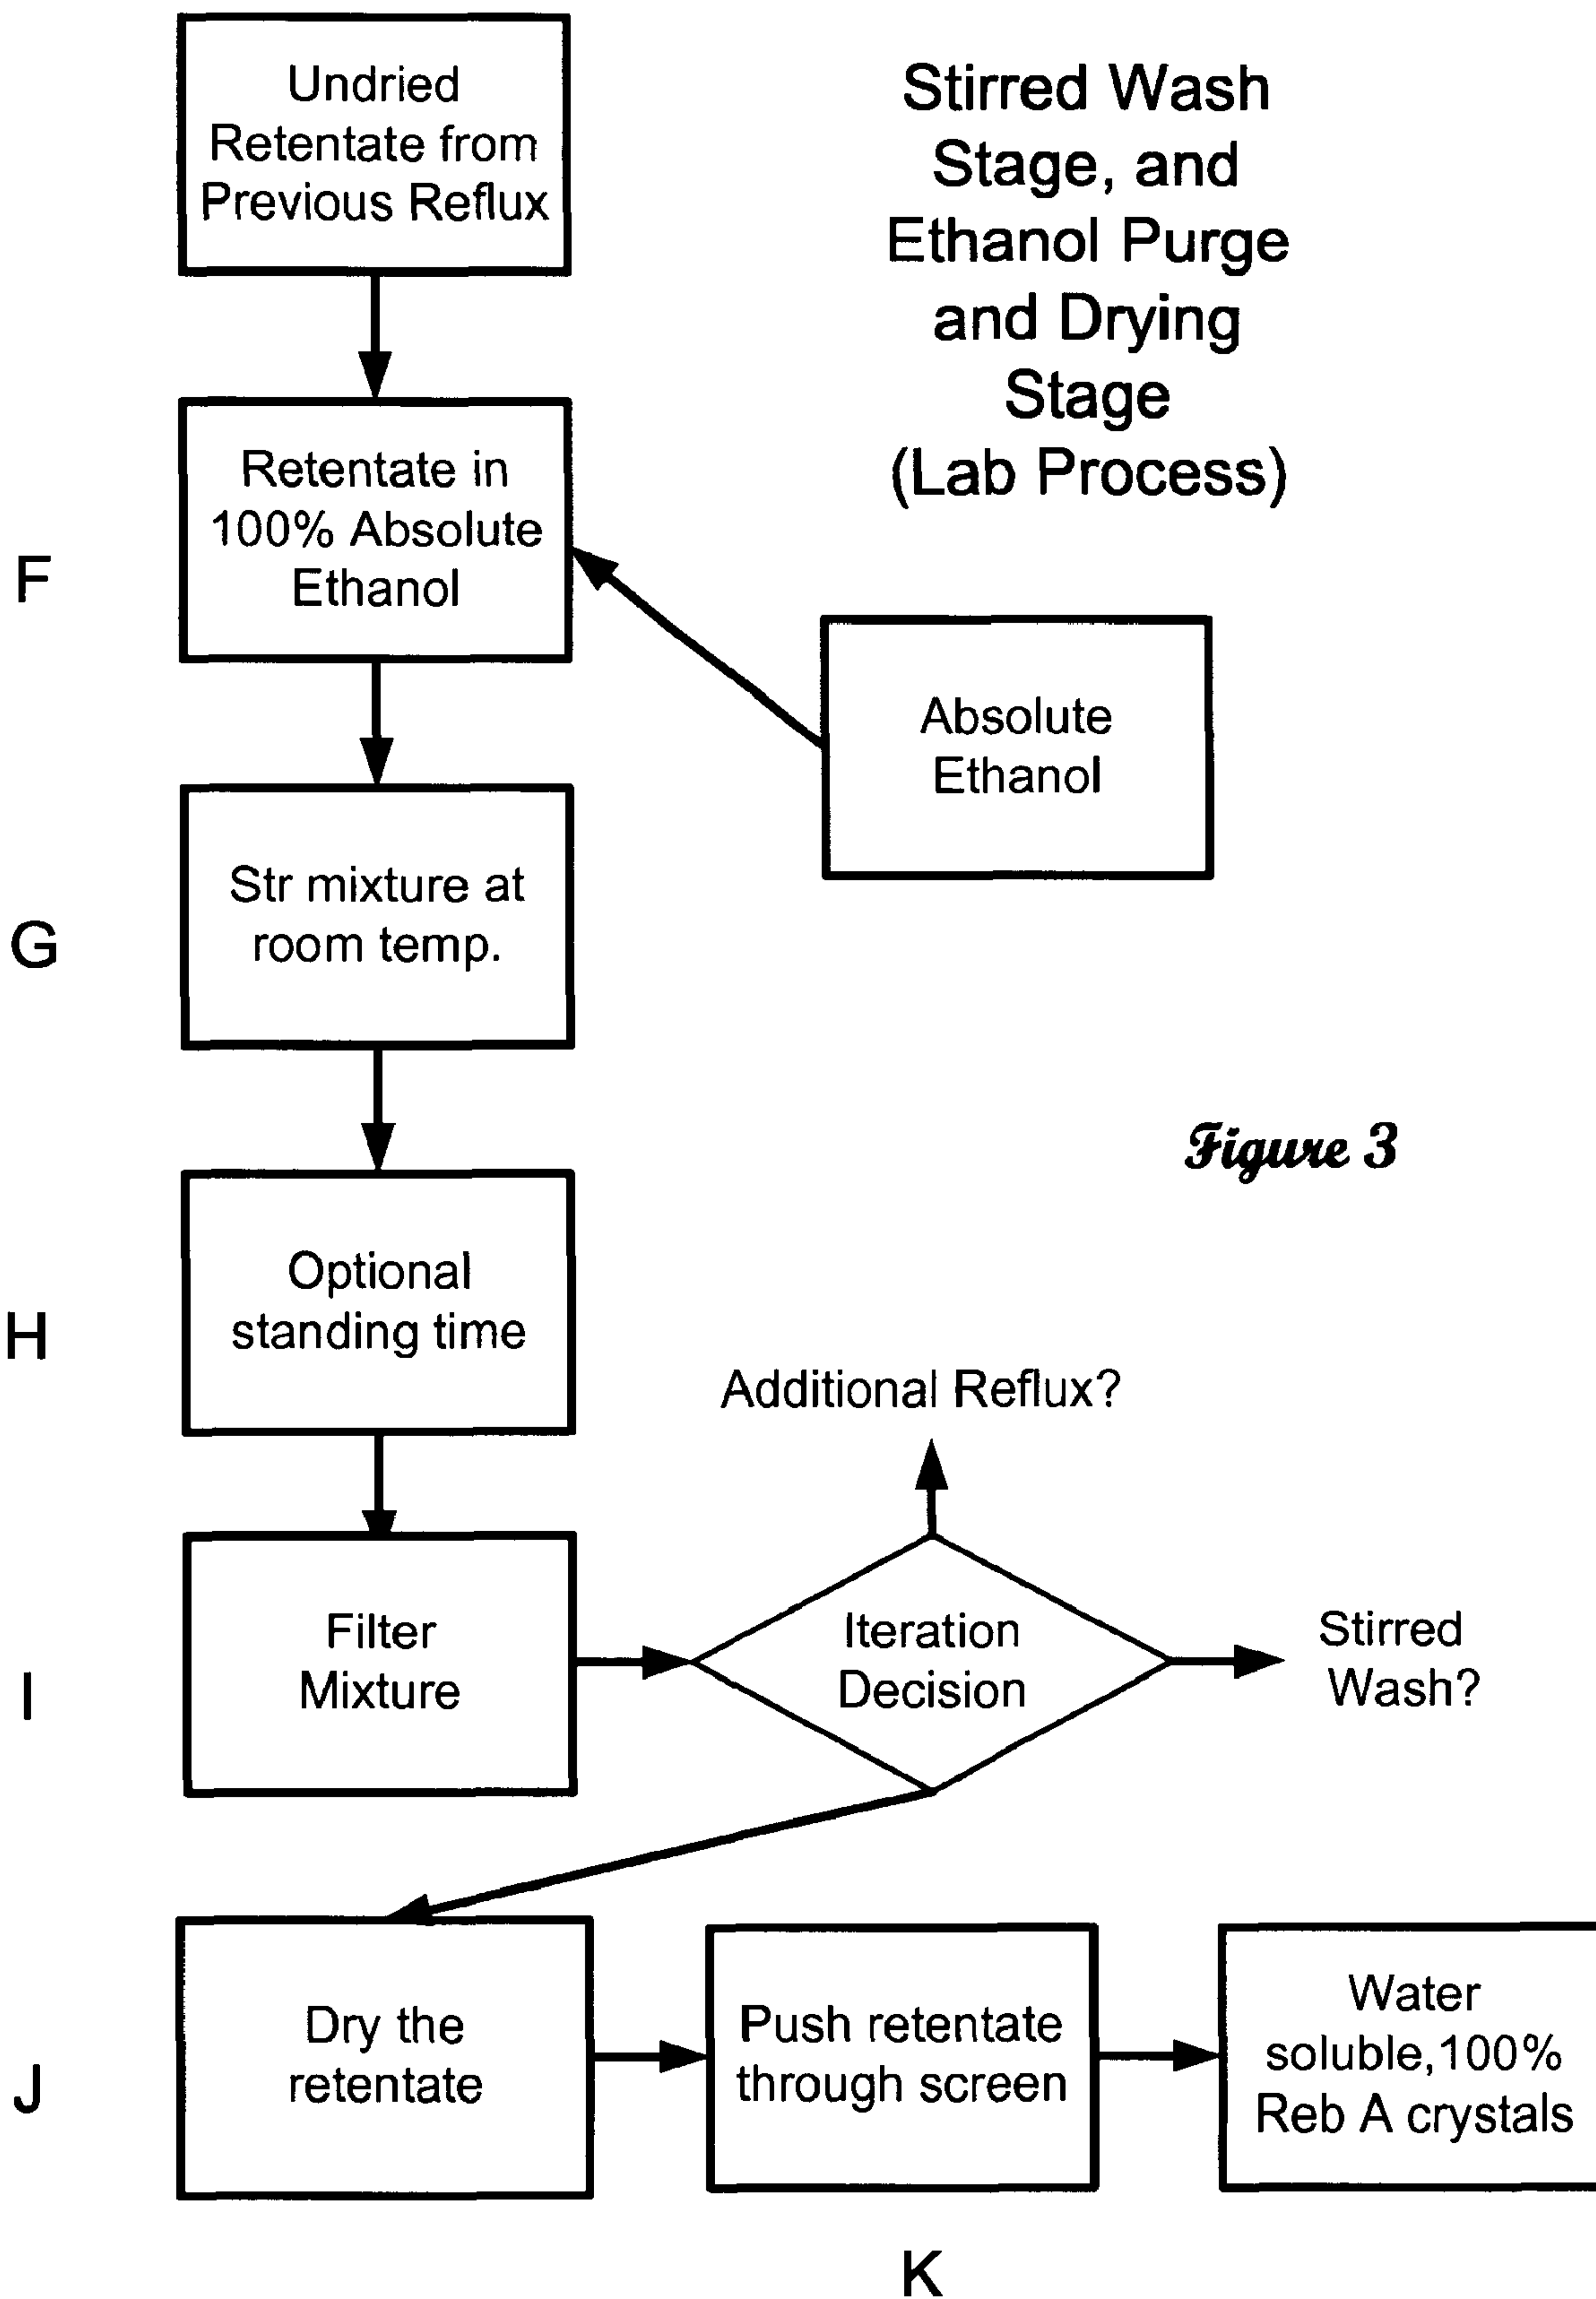 Undried
Retentate from
Previous Reflux
Stirred Wash
Stage, and
Ethanol Purge
and Drying
Stage
(Lab Process)
Retentate in
100% Absolute
Ethanol
F
Absolute
Ethanol
Str mixture at
room temp.
G
Figure 3
Optional
standing time
H
Additional Reflux?
Filter
Mixture
Iteration
Decision
Stirred
Wash?
I
Dry the
retentate
Push retentate
through screen
Water
soluble,100%
Reb A crystals
J
K